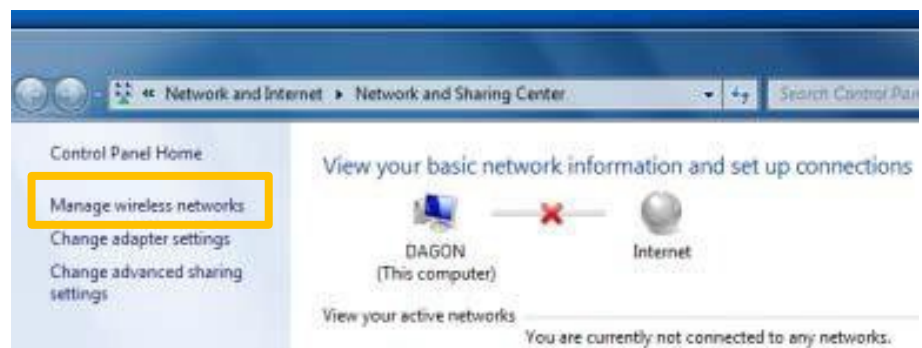 « Network and Internet ▸ Network and Sharing Center
Search Control Pan
Control Panel Home
Manage wireless networks
Change adapter settings
Change advanced sharing
settings
View your basic network information and set up connections
DAGON
(This computer)
Internet
View your active networks
You are currently not connected to any networks.